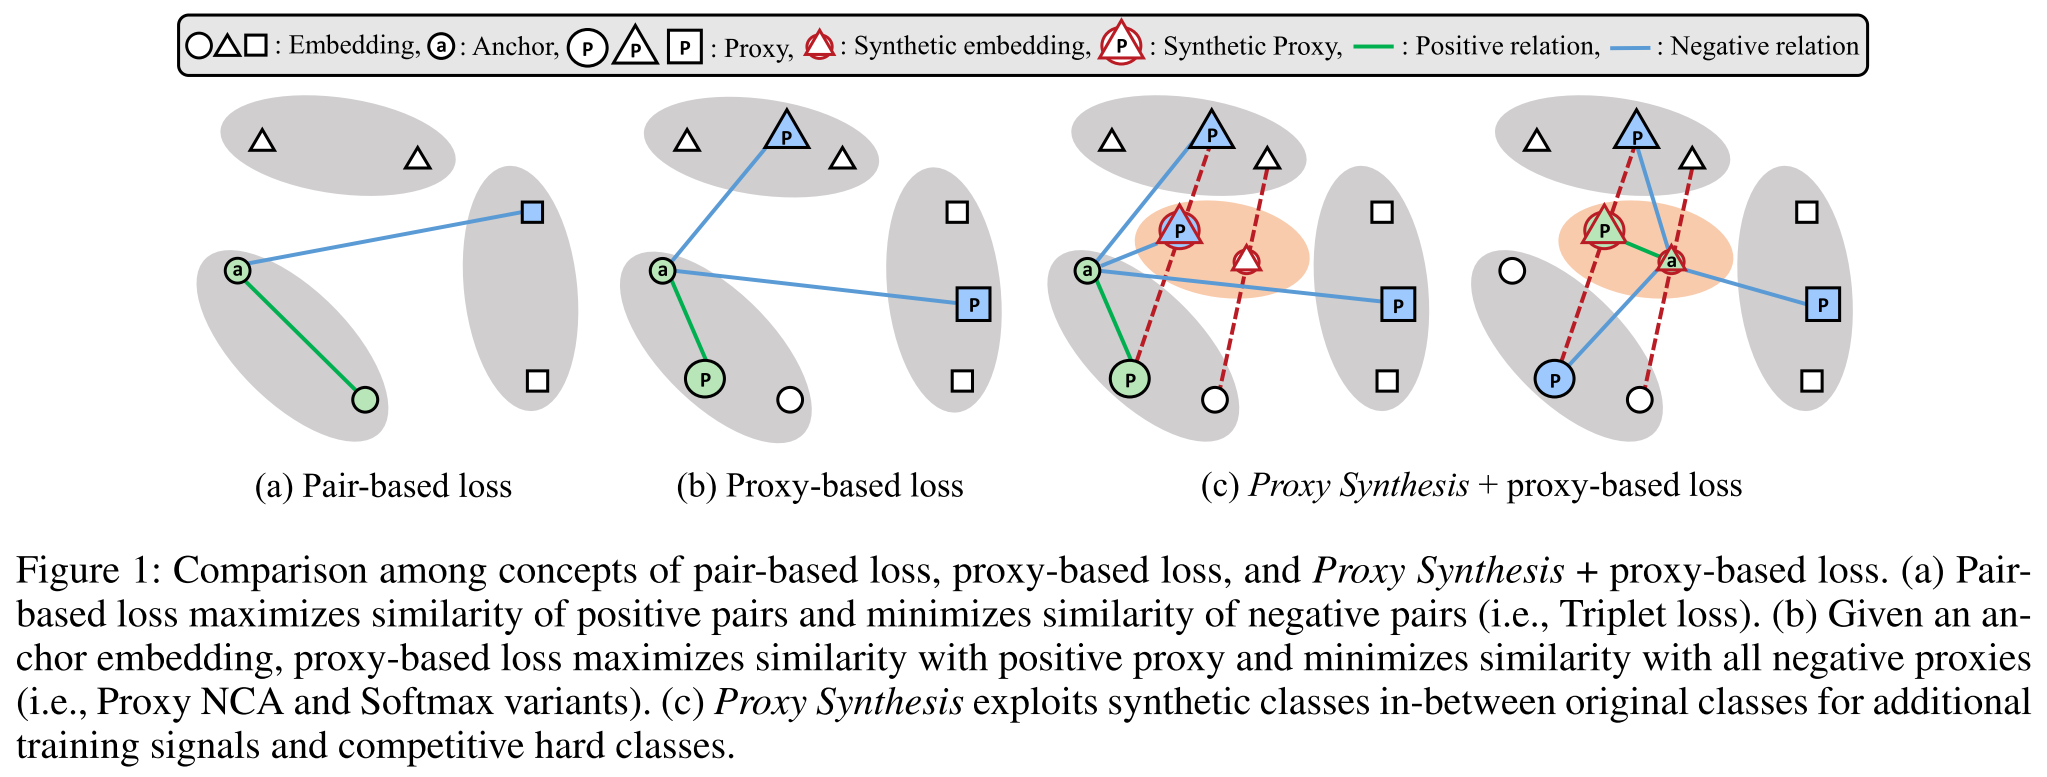 a : Embedding, : Anchor, P P P : Proxy, : Synthetic embedding, P : Synthetic Proxy, : Positive relation, : Negative relation
P P P
a P a P a P P a P
P P P
(a) Pair-based loss (b) Proxy-based loss (c) Proxy Synthesis + proxy-based loss
Figure 1: Comparison among concepts of pair-based loss, proxy-based loss, and Proxy Synthesis + proxy-based loss. (a) Pair-
based loss maximizes similarity of positive pairs and minimizes similarity of negative pairs (i.e., Triplet loss). (b) Given an an-
chor embedding, proxy-based loss maximizes similarity with positive proxy and minimizes similarity with all negative proxies
(i.e., Proxy NCA and Softmax variants). (c) Proxy Synthesis exploits synthetic classes in-between original classes for additional
training signals and competitive hard classes.